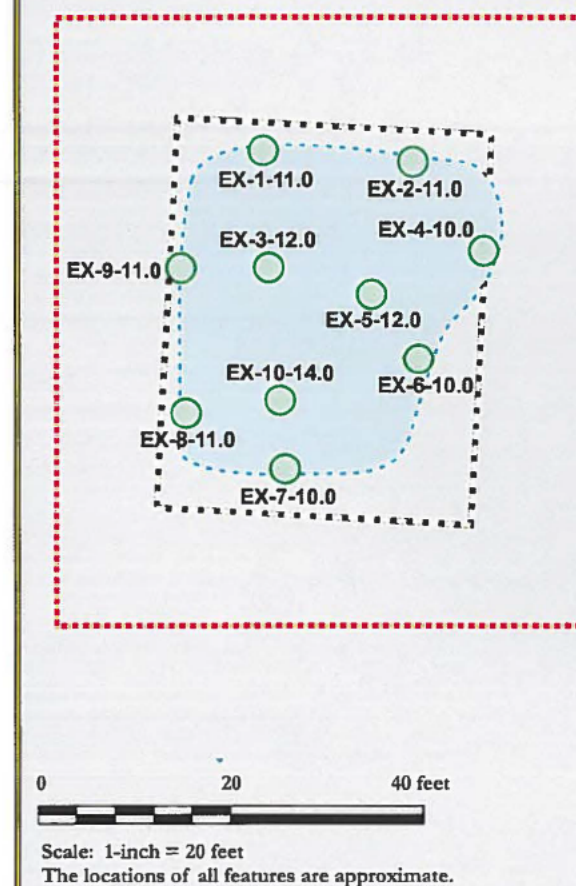 EX-1-11.0
EX-2-11.0
EX-4-10.0
EX-3-12.0
EX-9-11.0
EX-5-12.0
EX-10-14.0
EX-6-10.0
EX-8-11.0
EX-7-10.0
0 20 40 feet
Scale: 1-inch = 20 feet
The locations of all features are approximate.